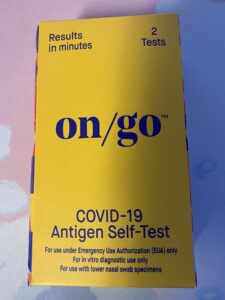 Results
in minutes
2
Tests
on/go™
COVID-19
Antigen Self-Test
For use under Emergency Use Authorization (EUA) only
For in vitro diagnostic use only
For use with lower nasal swab specimens